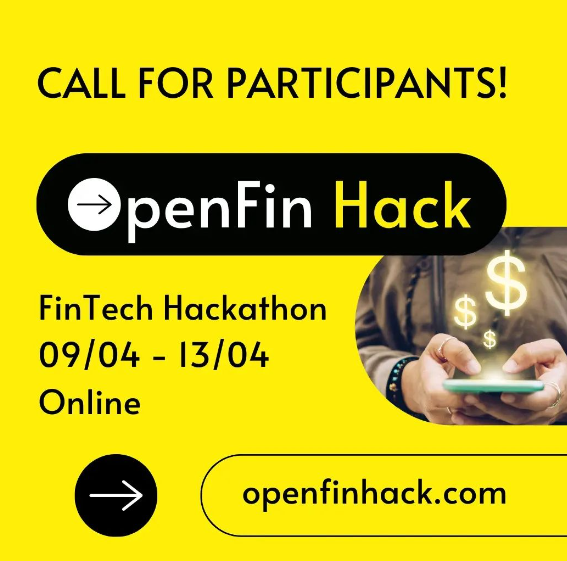 CALL FOR PARTICIPANTS!
OpenFin Hack
FinTech Hackathon
09/04 - 13/04
Online
openfinhack.com